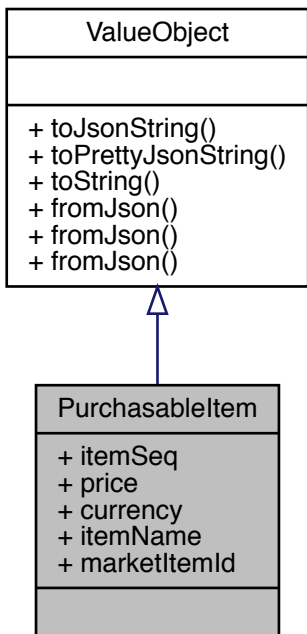 ValueObject
+ toJsonString()
+ toPrettyJsonString()
+ toString()
+ fromJson()
+ fromJson()
+ fromJson()
PurchasableItem
+ itemSeq
+ price
+ currency
+ itemName
+ marketItemId